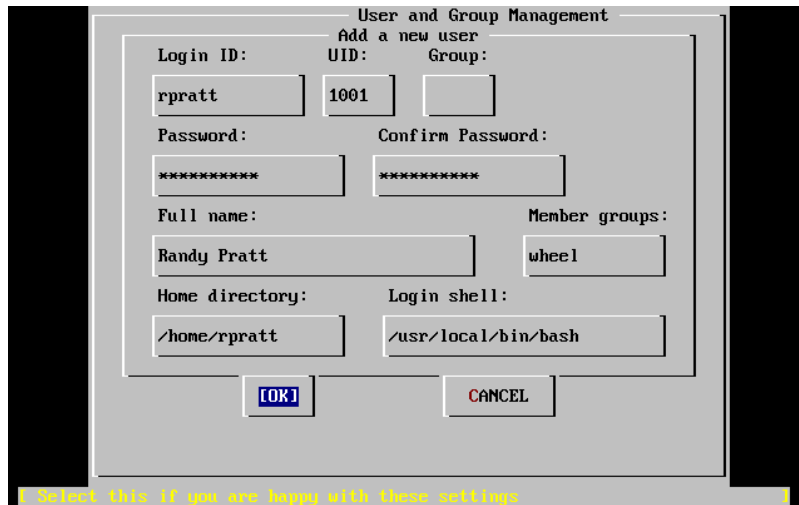 User and Group Management
Add a new user
Login ID: UID: Group:
rpratt 1001
Password: Confirm Password:
********** **********
Full name: Member groups:
Randy Pratt wheel
Home directory: Login shell:
/home/rpratt /usr/local/bin/bash
[OK] CANCEL
[ Select this if you are happy with these settings ]